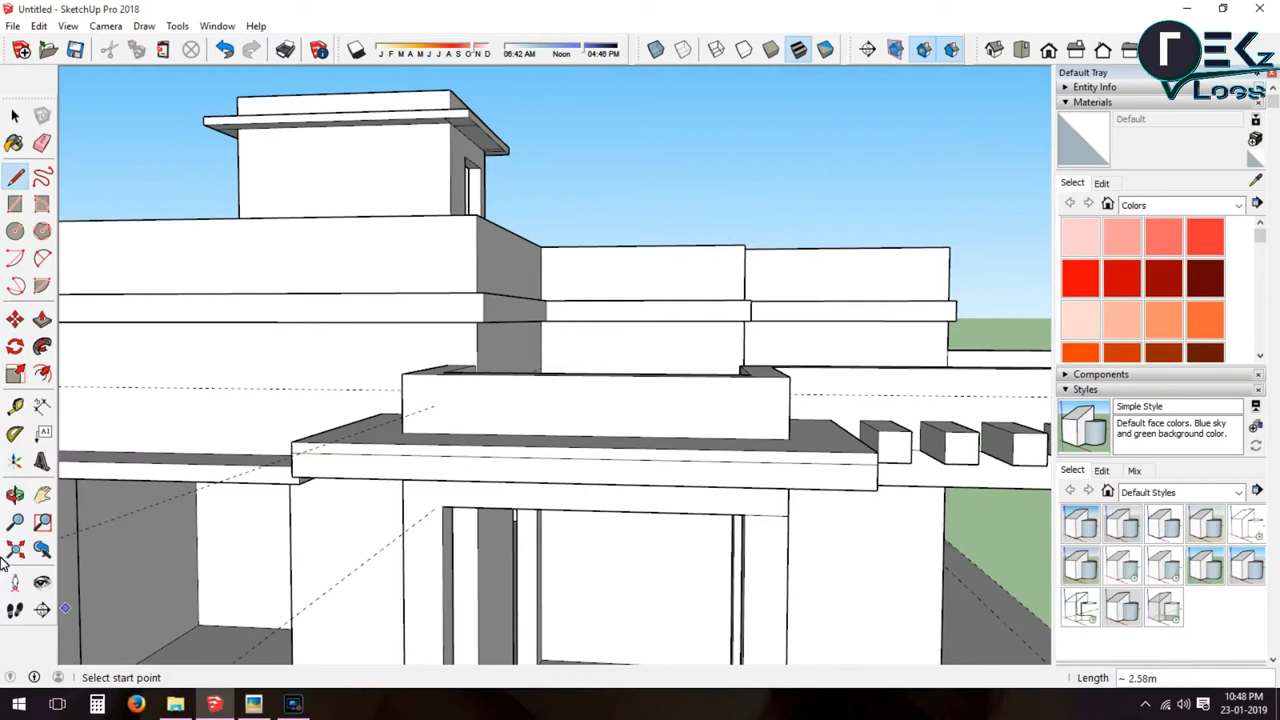 Untitled - SketchUp Pro 2018
File Edit View Camera Draw Tools Window Help
J F M A M J J A S O N D
06:42 AM Noon 04:46 PM
TEKz
VLogs
Default Tray
Entity Info
Materials
Default
Select Edit
Colors
Components
Styles
Simple Style
Default face colors. Blue sky
and green background color.
Select Edit Mix
Default Styles
A1
Select start point
Length ~ 2.58m
10:48 PM
23-01-2019